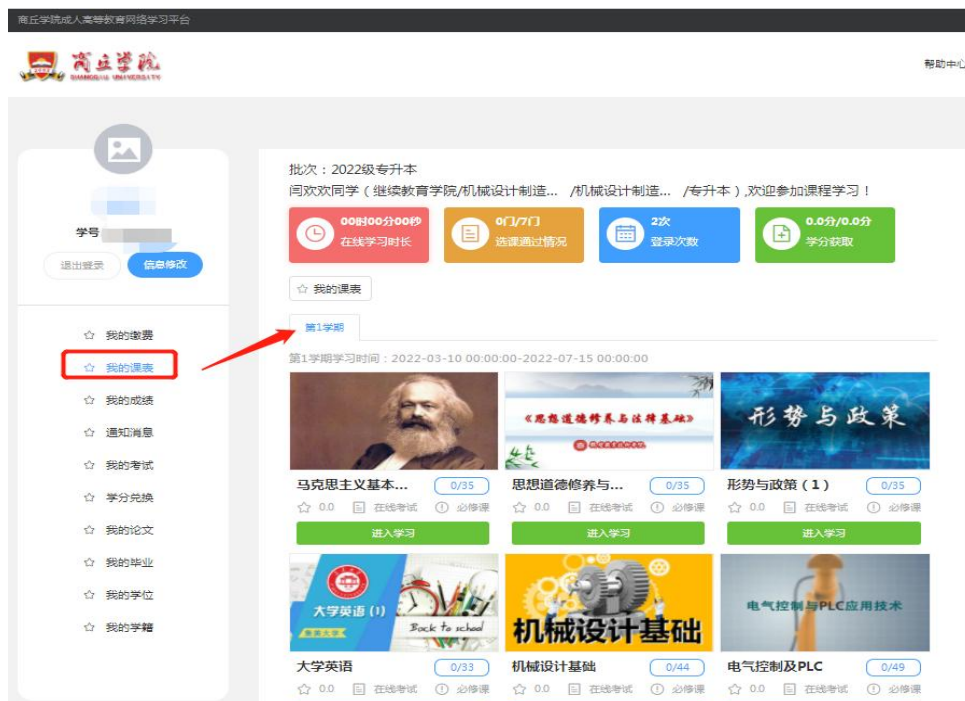 商丘学院成人高等教育网络学习平台
商丘学院
SHANGQIU UNIVERSITY
帮助中心
学号
退出登录 信息修改
☆ 我的缴费
☆ 我的课表
☆ 我的成绩
☆ 通知消息
☆ 我的考试
☆ 学分兑换
☆ 我的论文
☆ 我的毕业
☆ 我的学位
☆ 我的学籍
批次：2022级专升本
闫欢欢同学（继续教育学院/机械设计制造... /机械设计制造... /专升本）,欢迎参加课程学习！
00时00分00秒 0门/7门 2次 0.0分/0.0分
在线学习时长 选课通过情况 登录次数 学分获取
☆ 我的课表
第1学期
第1学期学习时间：2022-03-10 00:00:00-2022-07-15 00:00:00
《思想道德修养与法律基础》
形势与政策
马克思主义基本... 0/35 思想道德修养与... 0/35 形势与政策（1） 0/35
☆ 0.0 在线考试 必修课 ☆ 0.0 在线考试 必修课 ☆ 0.0 在线考试 必修课
进入学习 进入学习 进入学习
大学英语 (1)
Back to school
机械设计基础
电气控制与PLC应用技术
大学英语 0/33 机械设计基础 0/44 电气控制及PLC 0/49
☆ 0.0 在线考试 必修课 ☆ 0.0 在线考试 必修课 ☆ 0.0 在线考试 必修课